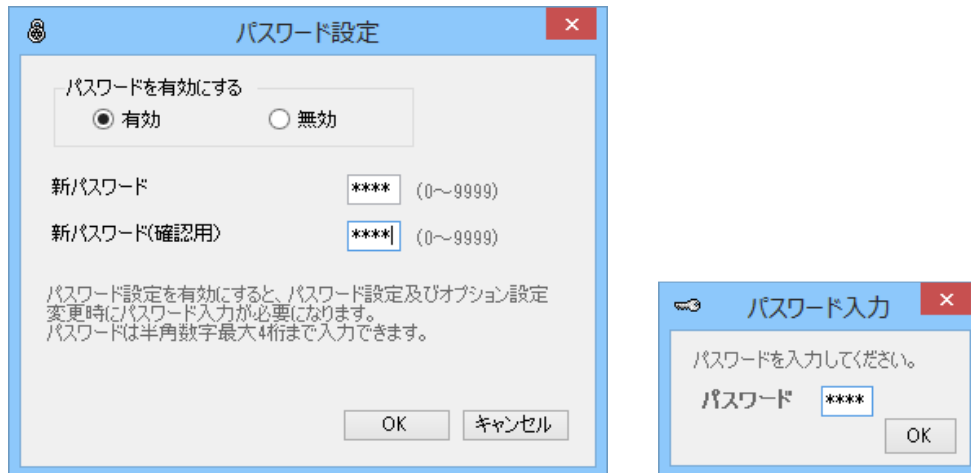 パスワード設定
パスワードを有効にする
有効 無効
新パスワード **** (0～9999)
新パスワード(確認用) **** (0～9999)
パスワード設定を有効にすると、パスワード設定及びオプション設定
変更時にパスワード入力が必要になります。
パスワードは半角数字最大4桁まで入力できます。
OK キャンセル
パスワード入力
パスワードを入力してください。
パスワード ****
OK